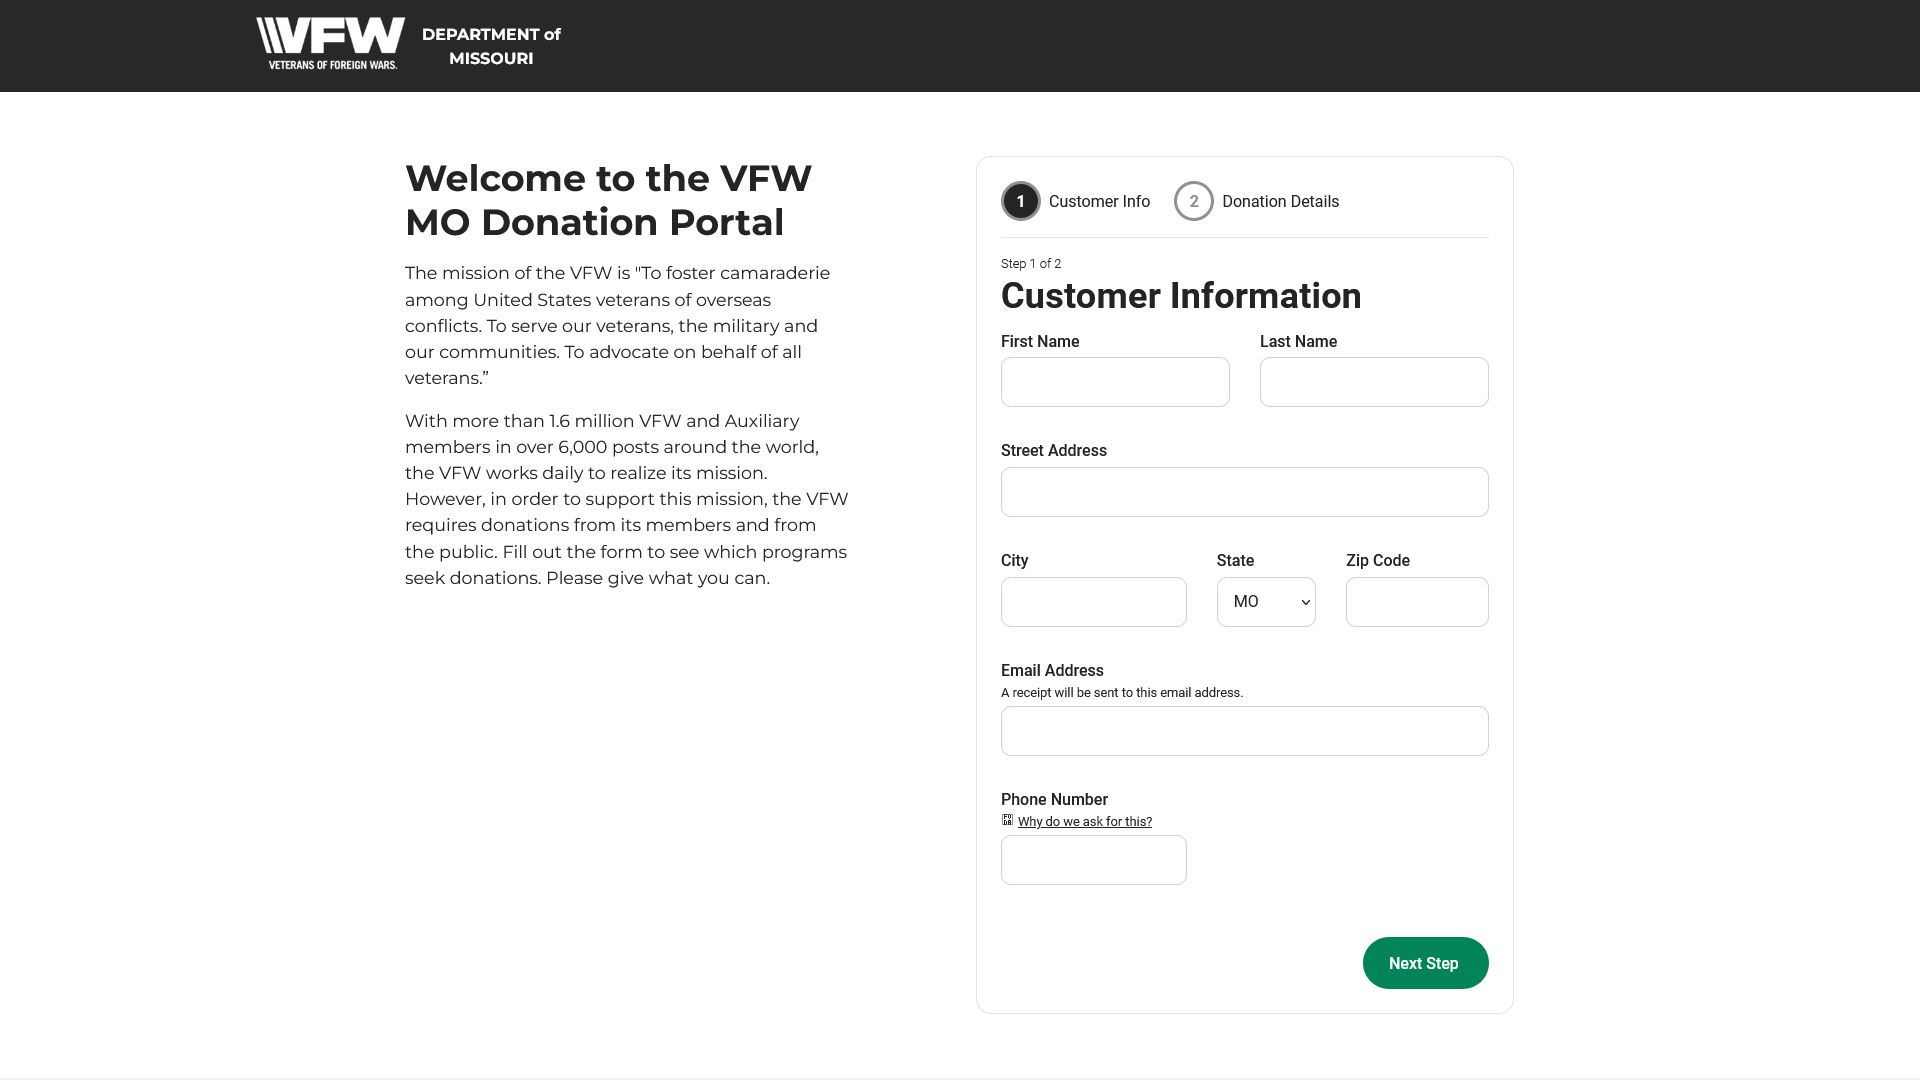 VFW
VETERANS OF FOREIGN WARS.
DEPARTMENT of
MISSOURI
Welcome to the VFW
MO Donation Portal
The mission of the VFW is "To foster camaraderie
among United States veterans of overseas
conflicts. To serve our veterans, the military and
our communities. To advocate on behalf of all
veterans.”
With more than 1.6 million VFW and Auxiliary
members in over 6,000 posts around the world,
the VFW works daily to realize its mission.
However, in order to support this mission, the VFW
requires donations from its members and from
the public. Fill out the form to see which programs
seek donations. Please give what you can.
1 Customer Info 2 Donation Details
Step 1 of 2
Customer Information
First Name Last Name
Street Address
City State Zip Code
MO
Email Address
A receipt will be sent to this email address.
Phone Number
Why do we ask for this?
Next Step